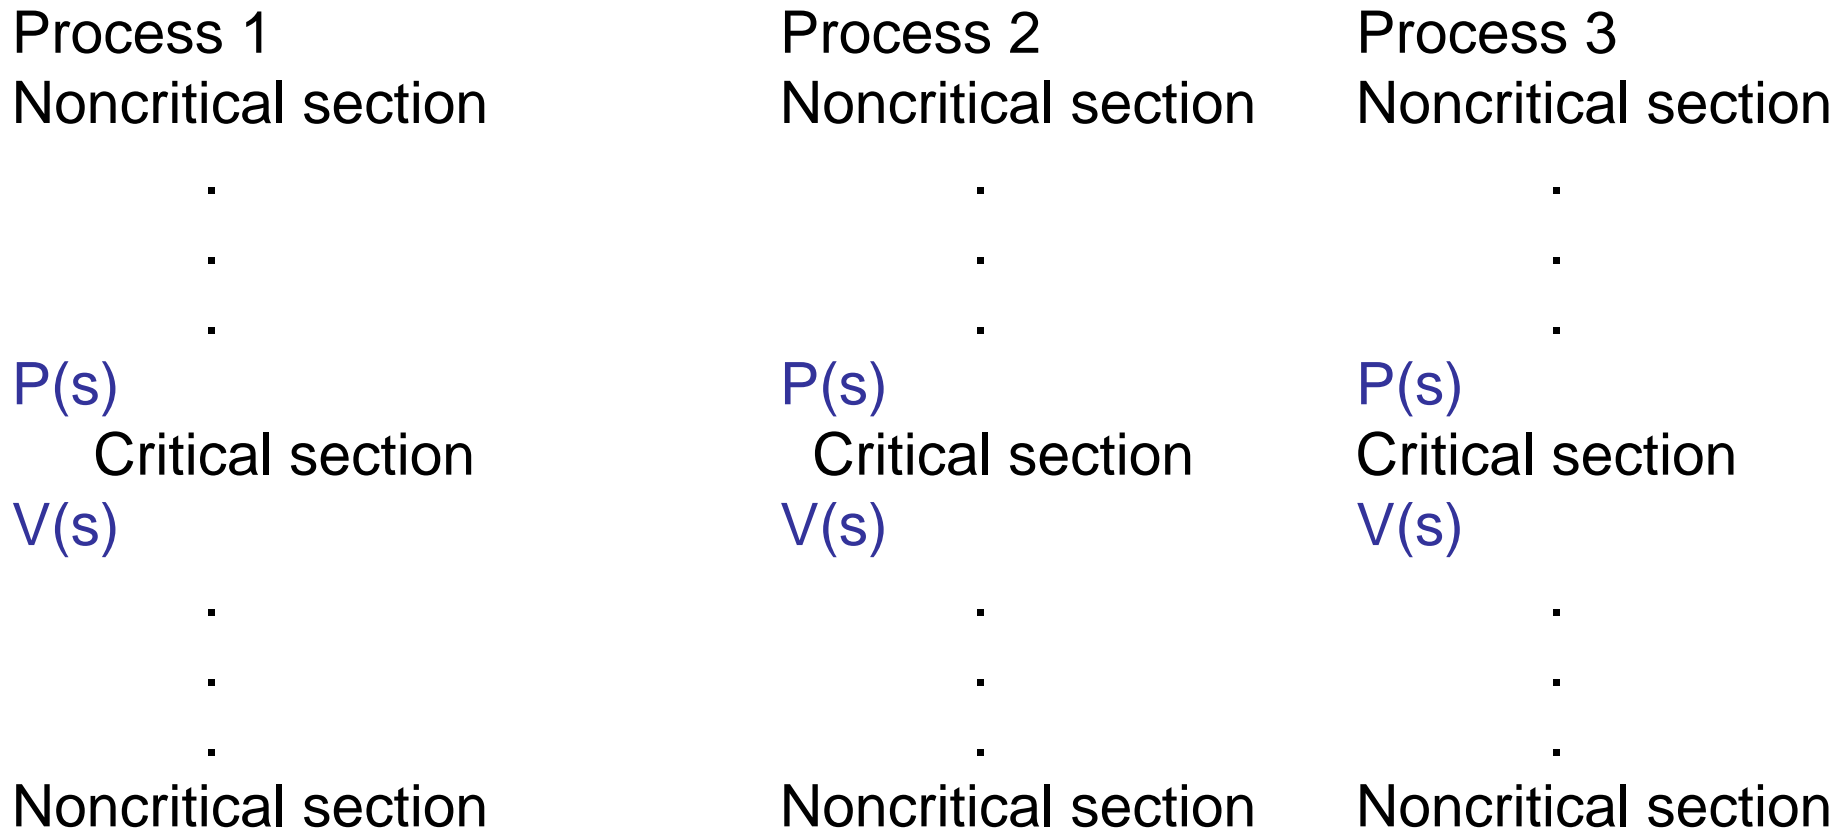 Process 1 Process 2 Process 3
Noncritical section Noncritical section Noncritical section
. . .
. . .
. . .
P(s) P(s) P(s)
Critical section Critical section Critical section
V(s) V(s) V(s)
. . .
. . .
. . .
Noncritical section Noncritical section Noncritical section